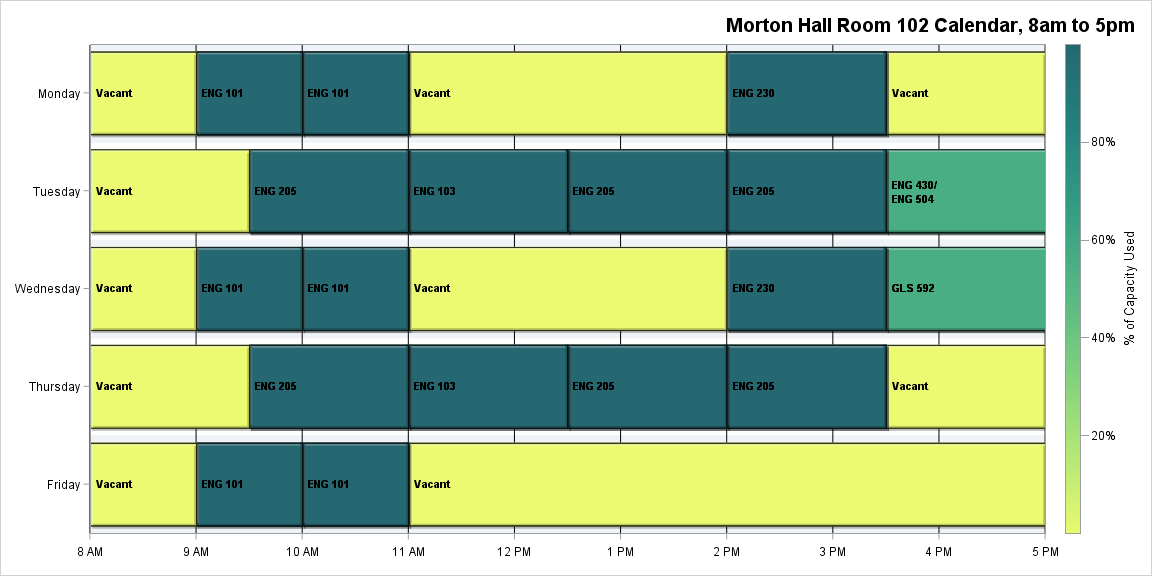 Morton Hall Room 102 Calendar, 8am to 5pm
Monday
Vacant
ENG 101
ENG 101
Vacant
ENG 230
Vacant
Tuesday
Vacant
ENG 205
ENG 103
ENG 205
ENG 205
ENG 430/
ENG 504
Wednesday
Vacant
ENG 101
ENG 101
Vacant
ENG 230
GLS 592
Thursday
Vacant
ENG 205
ENG 103
ENG 205
ENG 205
Vacant
Friday
Vacant
ENG 101
ENG 101
Vacant
8 AM
9 AM
10 AM
11 AM
12 PM
1 PM
2 PM
3 PM
4 PM
5 PM
80%
60%
40%
20%
% of Capacity Used